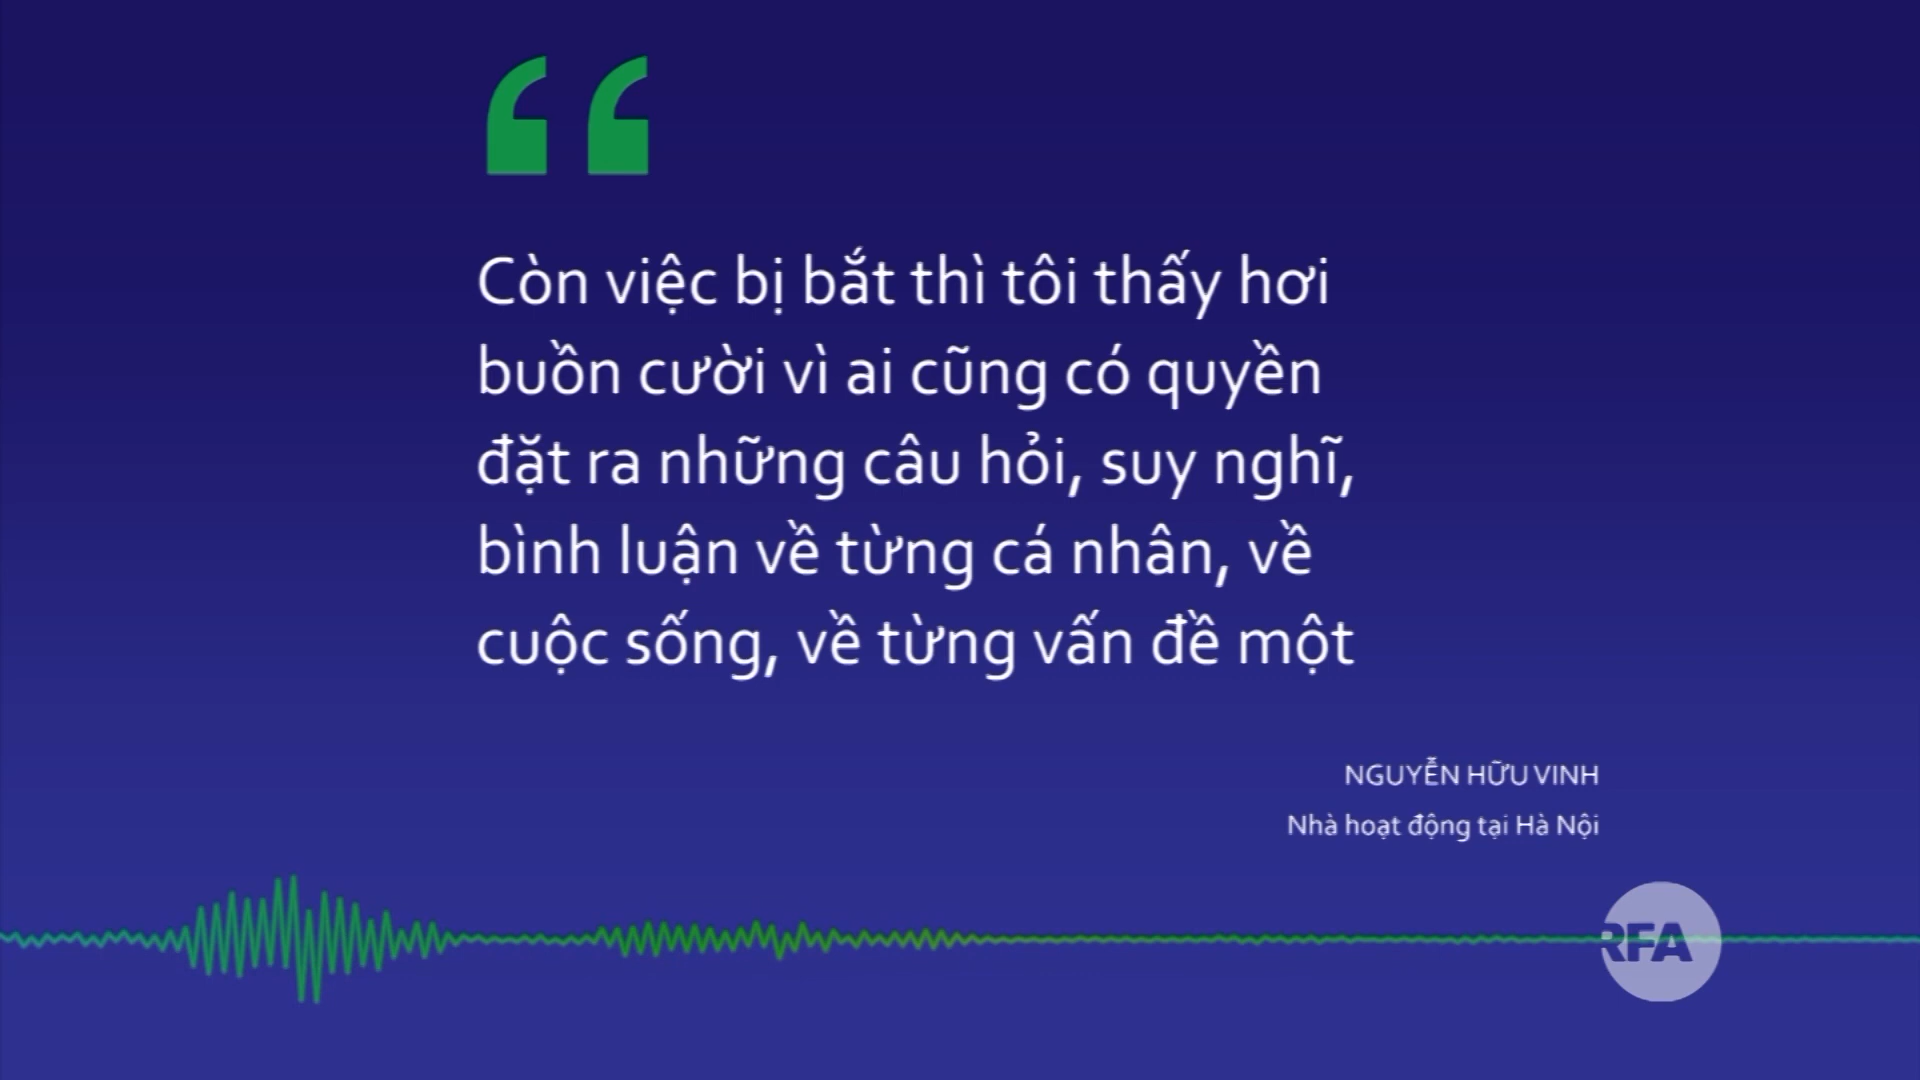 Còn việc bị bắt thì tôi thấy hơi
buồn cười vì ai cũng có quyền
đặt ra những câu hỏi, suy nghĩ,
bình luận về từng cá nhân, về
cuộc sống, về từng vấn đề một
NGUYỄN HỮU VINH
Nhà hoạt động tại Hà Nội
RFA